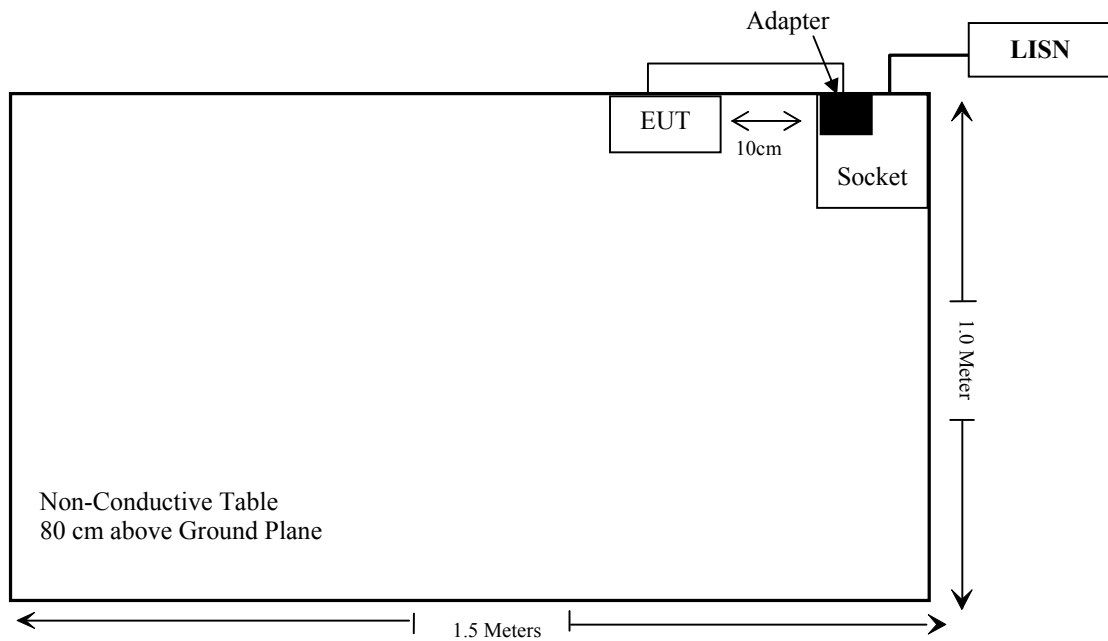 Adapter
LISN
EUT
10cm
Socket
1.0 Meter
Non-Conductive Table
80 cm above Ground Plane
1.5 Meters